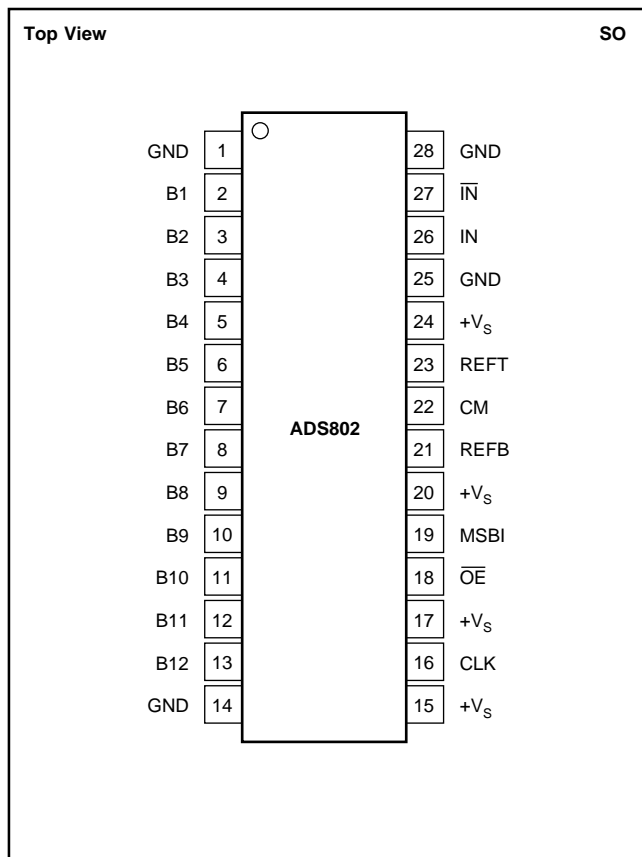 Top View SO
GND 1 28 GND
B1 2 27 I̅N̅
B2 3 26 IN
B3 4 25 GND
B4 5 24 +VS
B5 6 23 REFT
B6 7 22 CM
ADS802
B7 8 21 REFB
B8 9 20 +VS
B9 10 19 MSBI
B10 11 18 O̅E̅
B11 12 17 +VS
B12 13 16 CLK
GND 14 15 +VS